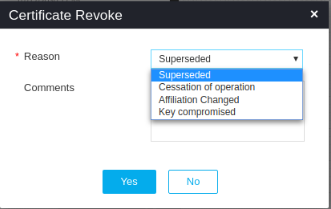 Certificate Revoke ×
* Reason Superseded ▼
Superseded
Cessation of operation
Affiliation Changed
Key compromised
Comments
Yes No